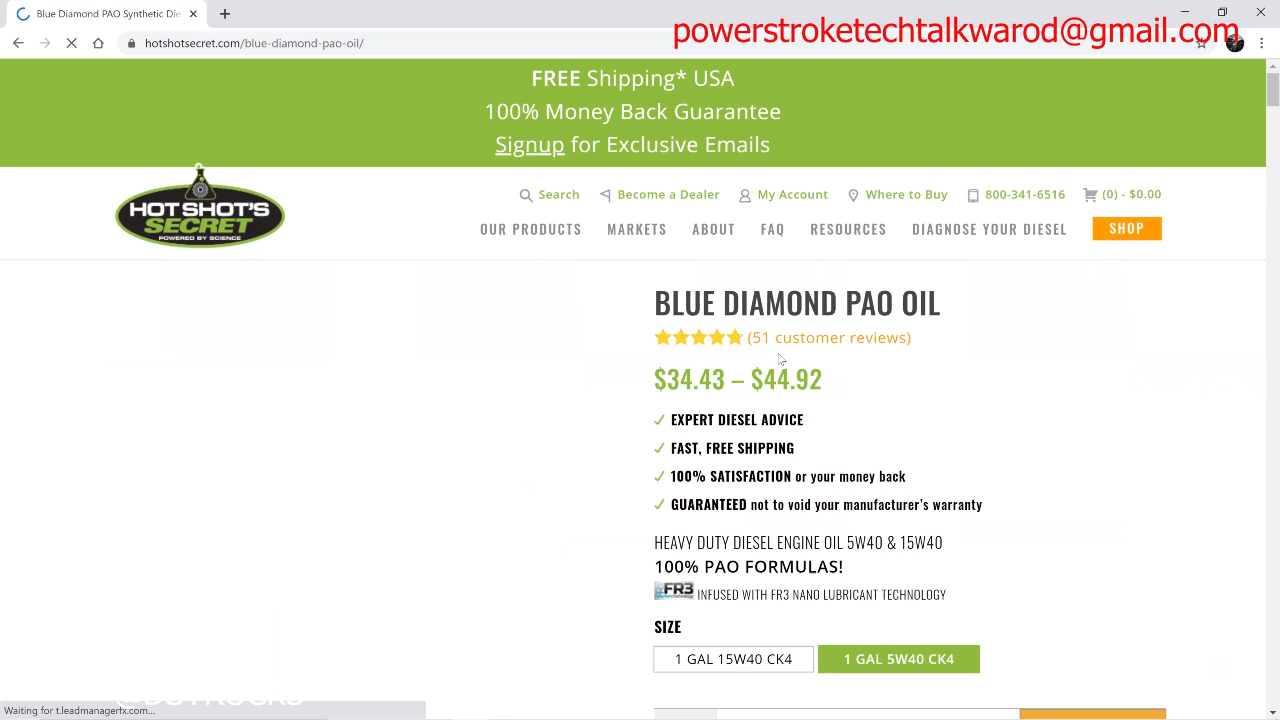 Blue Diamond PAO Synthetic Die
powerstroketechtalkwarod@gmail.com
hotshotsecret.com/blue-diamond-pao-oil/
FREE Shipping* USA
100% Money Back Guarantee
Signup for Exclusive Emails
HOT SHOT'S
SECRET
POWERED BY SCIENCE
Search
Become a Dealer
My Account
Where to Buy
800-341-6516
(0) - $0.00
OUR PRODUCTS
MARKETS
ABOUT
FAQ
RESOURCES
DIAGNOSE YOUR DIESEL
SHOP
BLUE DIAMOND PAO OIL
(51 customer reviews)
$34.43 – $44.92
EXPERT DIESEL ADVICE
FAST, FREE SHIPPING
100% SATISFACTION or your money back
GUARANTEED not to void your manufacturer's warranty
HEAVY DUTY DIESEL ENGINE OIL 5W40 & 15W40
100% PAO FORMULAS!
FR3 INFUSED WITH FR3 NANO LUBRICANT TECHNOLOGY
SIZE
1 GAL 15W40 CK4
1 GAL 5W40 CK4
Waiting for t.leadmanagerfx.com...